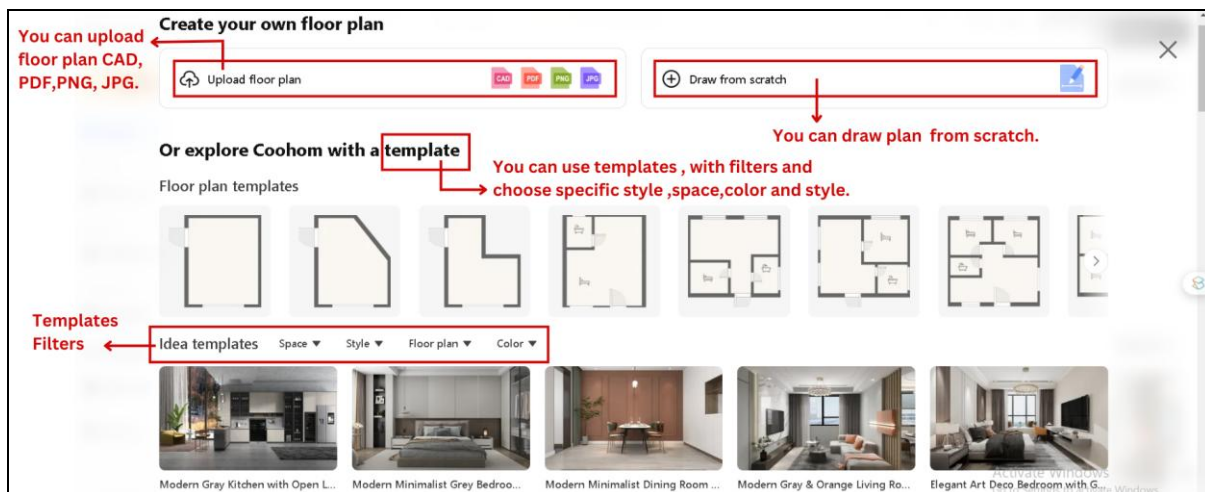 Create your own floor plan
You can upload
floor plan CAD,
PDF,PNG, JPG.
Upload floor plan
CAD
PDF
PNG
JPG
Draw from scratch
You can draw plan from scratch.
Or explore Coohom with a template
You can use templates , with filters and
choose specific style ,space,color and style.
Floor plan templates
Templates
Filters
Idea templates Space ▼ Style ▼ Floor plan ▼ Color ▼
Modern Gray Kitchen with Open L...
Modern Minimalist Grey Bedroo...
Modern Minimalist Dining Room ...
Modern Gray & Orange Living Ro...
Elegant Art Deco Bedroom with G...
Activate Windows